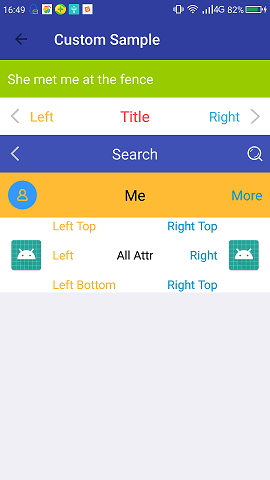 16:49 4G 82%
Custom Sample
She met me at the fence
Left Title Right
Search
Me More
Left Top Right Top
Left All Attr Right
Left Bottom Right Top